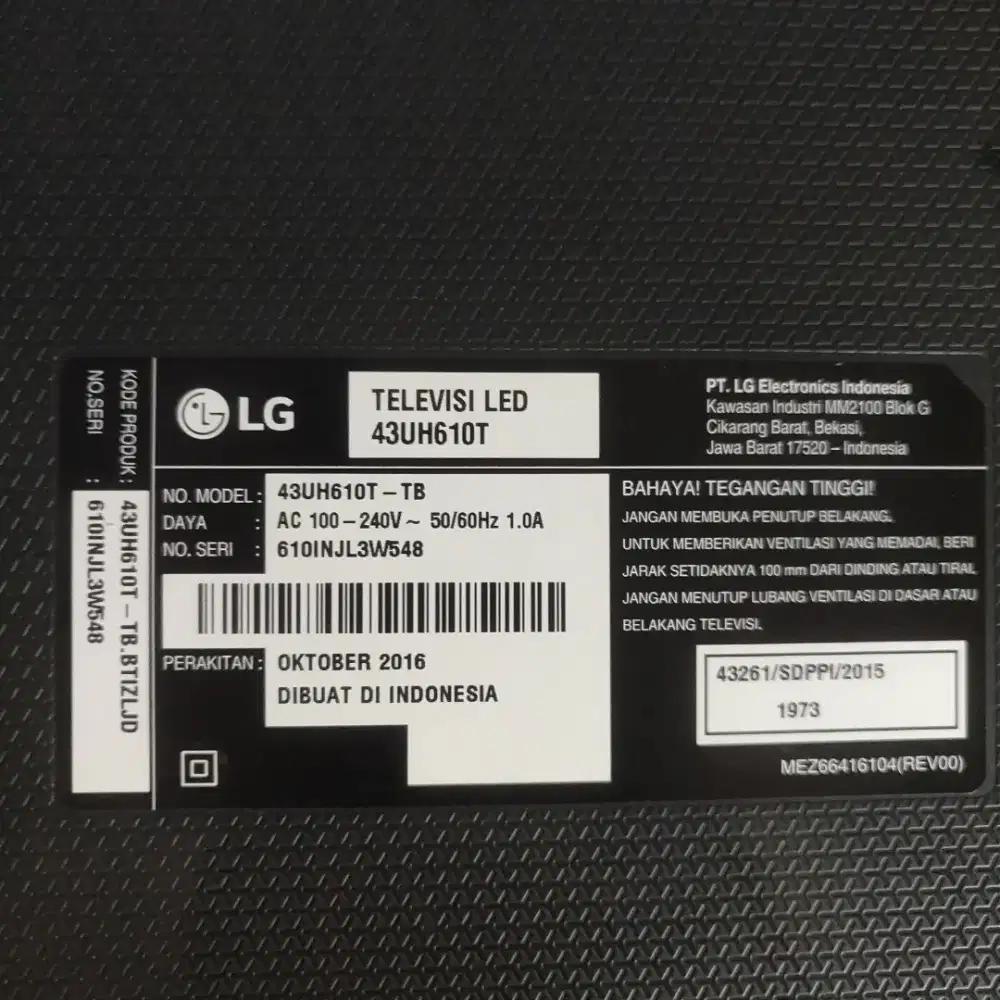 KODE PRODUK : 43UH610T-TB.BTIZLJD
NO.SERI : 610INJL3W548
LG
TELEVISI LED
43UH610T
PT. LG Electronics Indonesia
Kawasan Industri MM2100 Blok G
Cikarang Barat, Bekasi,
Jawa Barat 17520 – Indonesia
NO. MODEL : 43UH610T – TB
DAYA : AC 100 – 240V ~ 50/60Hz 1.0A
NO. SERI : 610INJL3W548
PERAKITAN : OKTOBER 2016
DIBUAT DI INDONESIA
BAHAYA! TEGANGAN TINGGI!
JANGAN MEMBUKA PENUTUP BELAKANG.
UNTUK MEMBERIKAN VENTILASI YANG MEMADAI, BERI
JARAK SETIDAKNYA 100 mm DARI DINDING ATAU TIRAI.
JANGAN MENUTUP LUBANG VENTILASI DI DASAR ATAU
BELAKANG TELEVISI.
43261/SDPPI/2015
1973
MEZ66416104(REV00)